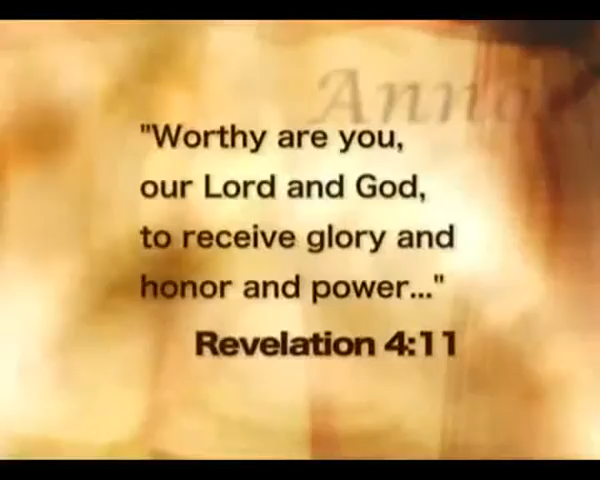 "Worthy are you,
our Lord and God,
to receive glory and
honor and power..."
Revelation 4:11